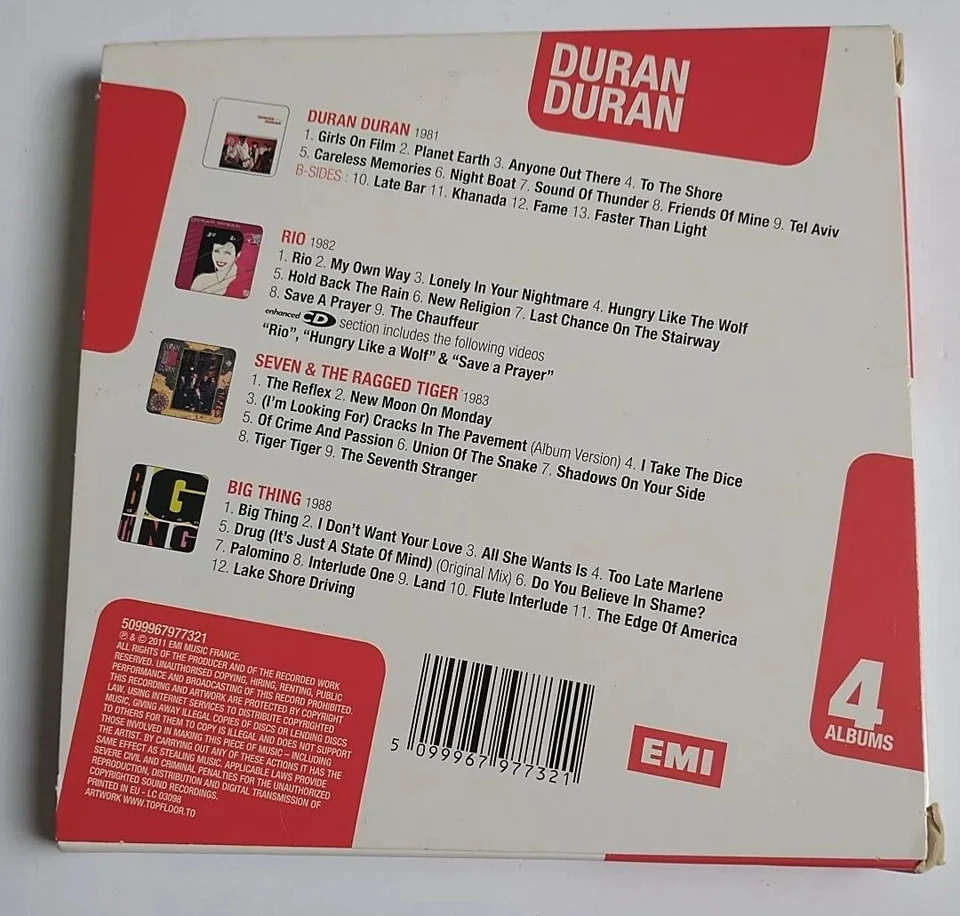 DURAN
DURAN
DURAN DURAN 1981
1. Girls On Film 2. Planet Earth 3. Anyone Out There 4. To The Shore
5. Careless Memories 6. Night Boat 7. Sound Of Thunder 8. Friends Of Mine 9. Tel Aviv
B-SIDES : 10. Late Bar 11. Khanada 12. Fame 13. Faster Than Light
RIO 1982
1. Rio 2. My Own Way 3. Lonely In Your Nightmare 4. Hungry Like The Wolf
5. Hold Back The Rain 6. New Religion 7. Last Chance On The Stairway
8. Save A Prayer 9. The Chauffeur
enhanced CD section includes the following videos
“Rio”, “Hungry Like a Wolf” & “Save a Prayer”
SEVEN & THE RAGGED TIGER 1983
1. The Reflex 2. New Moon On Monday
3. (I'm Looking For) Cracks In The Pavement (Album Version) 4. I Take The Dice
5. Of Crime And Passion 6. Union Of The Snake 7. Shadows On Your Side
8. Tiger Tiger 9. The Seventh Stranger
BIG
THING
BIG THING 1988
1. Big Thing 2. I Don't Want Your Love 3. All She Wants Is 4. Too Late Marlene
5. Drug (It's Just A State Of Mind) (Original Mix) 6. Do You Believe In Shame?
7. Palomino 8. Interlude One 9. Land 10. Flute Interlude 11. The Edge Of America
12. Lake Shore Driving
5099967977321
℗ & © 2011 EMI MUSIC FRANCE.
ALL RIGHTS OF THE PRODUCER AND OF THE RECORDED WORK
RESERVED. UNAUTHORISED COPYING, HIRING, RENTING, PUBLIC
PERFORMANCE AND BROADCASTING OF THIS RECORD PROHIBITED.
THIS RECORDING AND ARTWORK ARE PROTECTED BY COPYRIGHT
LAW. USING INTERNET SERVICES TO DISTRIBUTE COPYRIGHTED
MUSIC, GIVING AWAY ILLEGAL COPIES OF DISCS OR LENDING DISCS
TO OTHERS FOR THEM TO COPY IS ILLEGAL AND DOES NOT SUPPORT
THOSE INVOLVED IN MAKING THIS PIECE OF MUSIC – INCLUDING
THE ARTIST. BY CARRYING OUT ANY OF THESE ACTIONS IT HAS THE
SAME EFFECT AS STEALING MUSIC. APPLICABLE LAWS PROVIDE
SEVERE CIVIL AND CRIMINAL PENALTIES FOR THE UNAUTHORIZED
REPRODUCTION, DISTRIBUTION AND DIGITAL TRANSMISSION OF
COPYRIGHTED SOUND RECORDINGS.
PRINTED IN EU - LC 03098
ARTWORK WWW.TOPFLOOR.TO
5 099967 977321
EMI
4
ALBUMS